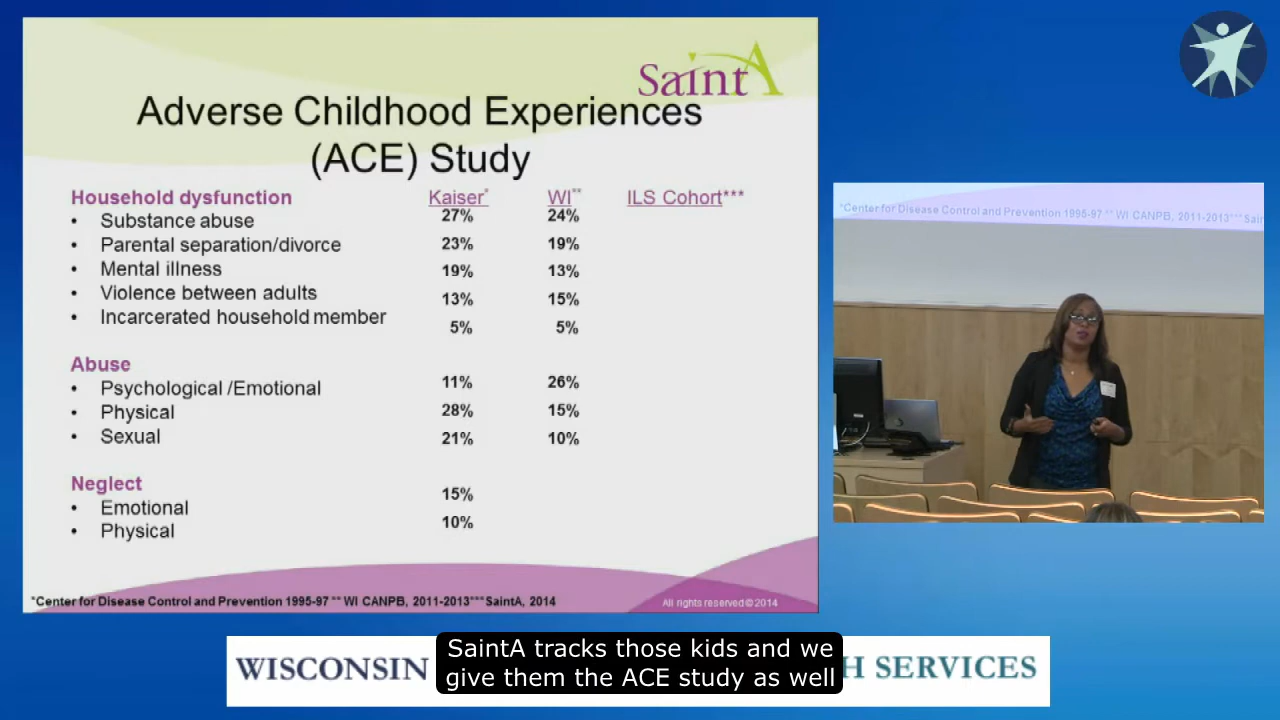 SaintA
Adverse Childhood Experiences
(ACE) Study
Household dysfunction Kaiser* WI** ILS Cohort***
• Substance abuse 27% 24%
• Parental separation/divorce 23% 19%
• Mental illness 19% 13%
• Violence between adults 13% 15%
• Incarcerated household member 5% 5%
Abuse
• Psychological /Emotional 11% 26%
• Physical 28% 15%
• Sexual 21% 10%
Neglect
• Emotional 15%
• Physical 10%
*Center for Disease Control and Prevention 1995-97 ** WI CANPB, 2011-2013***SaintA, 2014
All rights reserved©2014
*Center for Disease Control and Prevention 1995-97 ** WI CANPB, 2011-2013***Sain
WISCONSIN H SERVICES
SaintA tracks those kids and we
give them the ACE study as well